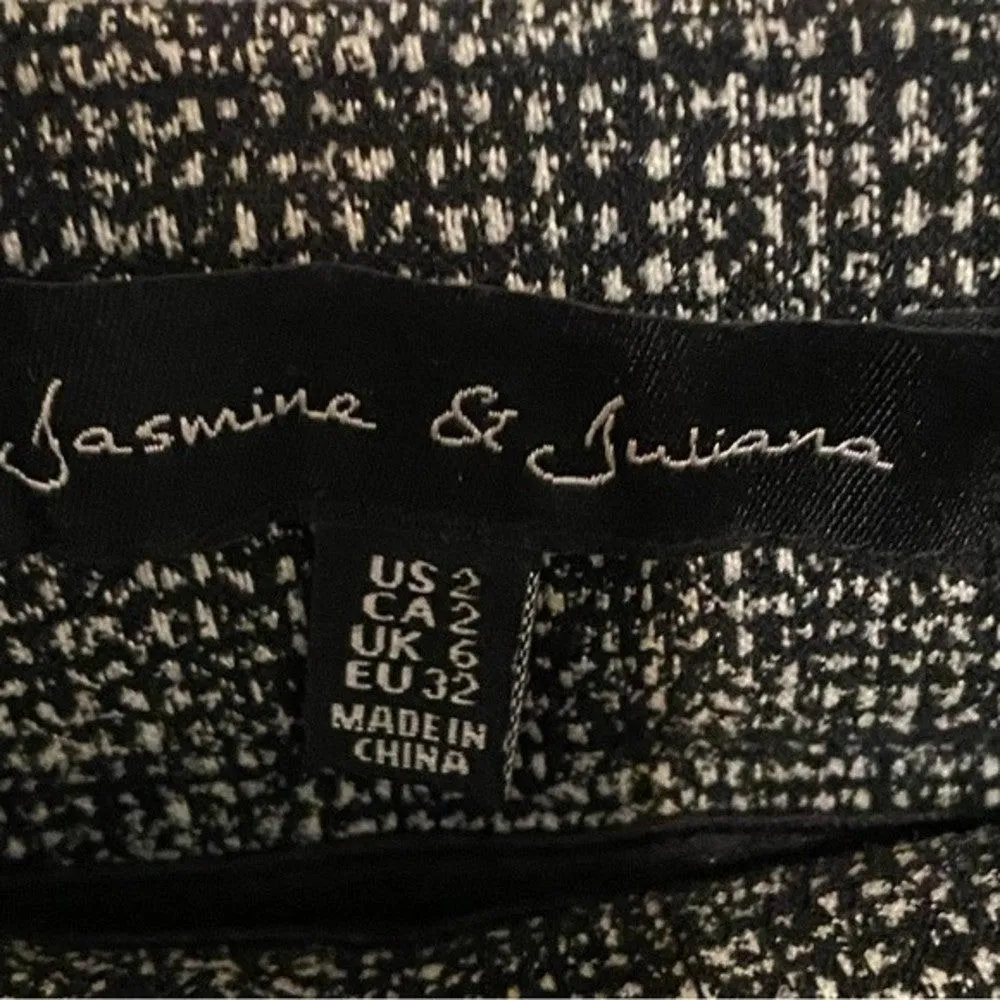 Jasmine & Juliana
US 2
CA 2
UK 6
EU 32
MADE IN
CHINA